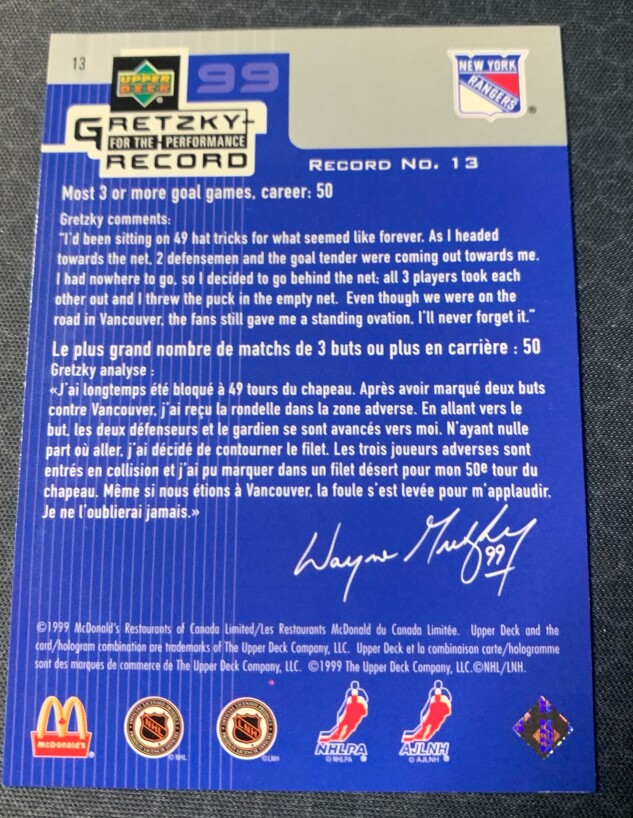 13
UPPER
DECK
99
NEW YORK
RANGERS
®
GRETZKY
FOR THE PERFORMANCE
RECORD
RECORD NO. 13
Most 3 or more goal games, career: 50
Gretzky comments:
"I'd been sitting on 49 hat tricks for what seemed like forever. As I headed
towards the net, 2 defensemen and the goal tender were coming out towards me.
I had nowhere to go, so I decided to go behind the net; all 3 players took each
other out and I threw the puck in the empty net. Even though we were on the
road in Vancouver, the fans still gave me a standing ovation, I'll never forget it."
Le plus grand nombre de matchs de 3 buts ou plus en carrière : 50
Gretzky analyse :
«J'ai longtemps été bloqué à 49 tours du chapeau. Après avoir marqué deux buts
contre Vancouver, j'ai reçu la rondelle dans la zone adverse. En allant vers le
but, les deux défenseurs et le gardien se sont avancés vers moi. N'ayant nulle
part où aller, j'ai décidé de contourner le filet. Les trois joueurs adverses sont
entrés en collision et j'ai pu marquer dans un filet désert pour mon 50e tour du
chapeau. Même si nous étions à Vancouver, la foule s'est levée pour m'applaudir.
Je ne l'oublierai jamais.»
Wayne Gretzky
99
©1999 McDonald's Restaurants of Canada Limited/Les Restaurants McDonald du Canada Limitée. Upper Deck and the
card/hologram combination are trademarks of The Upper Deck Company, LLC. Upper Deck et la combinaison carte/hologramme
sont des marques de commerce de The Upper Deck Company, LLC. ©1999 The Upper Deck Company, LLC.©NHL/LNH.
McDonald's ®
NHL
© NHL
LNH
© LNH
NHLPA
© NHLPA
AJLNH
© AJLNH